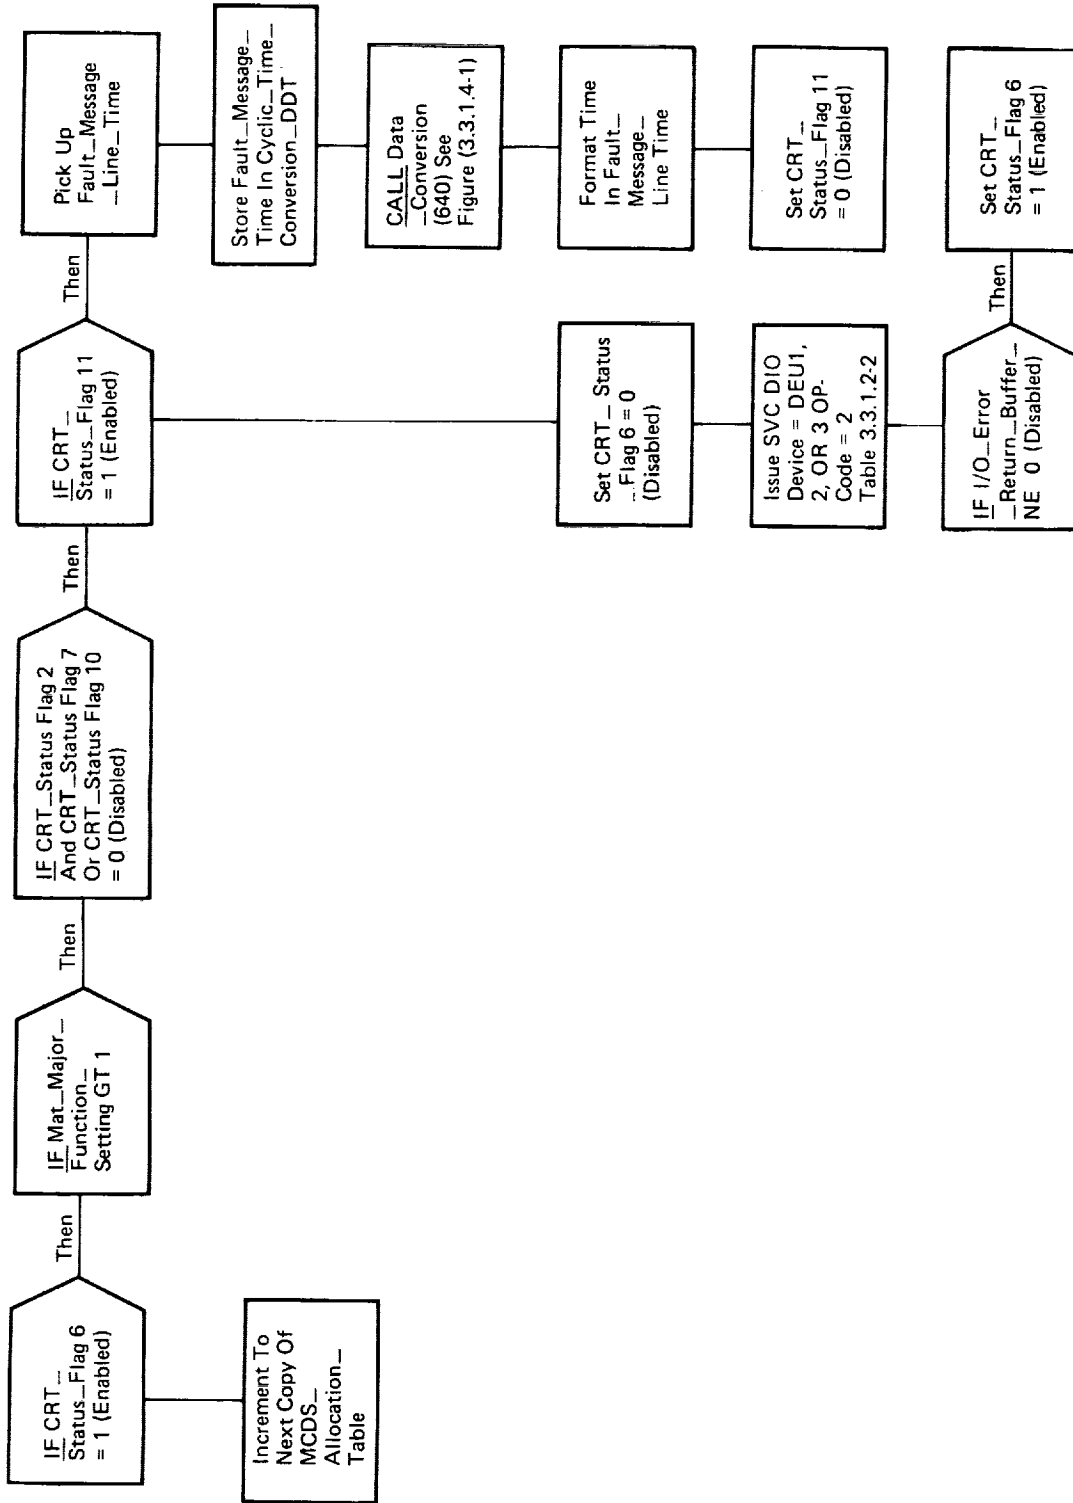 IF CRT_
Status_Flag 6
= 1 (Enabled)
Then
IF Mat_Major_
Function_
Setting GT 1
Then
IF CRT_Status Flag 2
And CRT_Status Flag 7
Or CRT_Status Flag 10
= 0 (Disabled)
Then
IF CRT_
Status_Flag 11
= 1 (Enabled)
Then
Pick Up
Fault_Message
_Line_Time
Store Fault_Message_
Time In Cyclic_Time_
Conversion_DDT
CALL Data
_Conversion
(640) See
Figure (3.3.1.4-1)
Format Time
In Fault_
Message_
Line Time
Set CRT_
Status_Flag 11
= 0 (Disabled)
Set CRT_Status
_Flag 6 = 0
(Disabled)
Issue SVC DIO
Device = DEU1,
2, OR 3 OP-
Code = 2
Table 3.3.1.2-2
IF I/O_Error
_Return_Buffer_
NE 0 (Disabled)
Then
Set CRT_
Status_Flag 6
= 1 (Enabled)
Increment To
Next Copy Of
MCDS_
Allocation_
Table